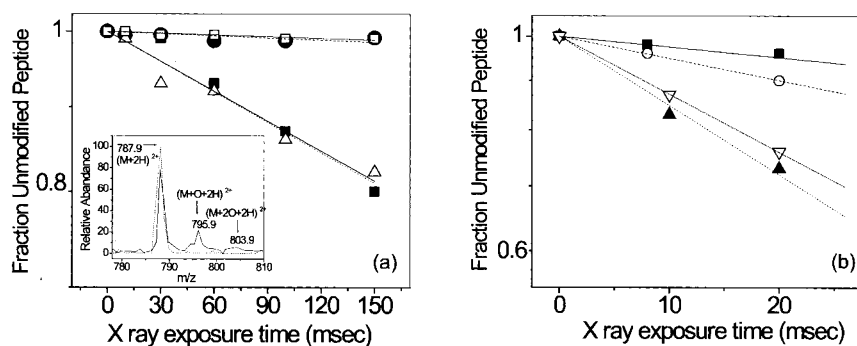 Fraction Unmodified Peptide
1
0.8
0 30 60 90 120 150
X ray exposure time (msec)
(a)
Relative Abandance
100
80
60
40
20
0
787.9
(M+2H) 2+
(M+O+2H) 2+
795.9
(M+2O+2H) 2+
803.9
780 790 800 810
m/z
Fraction Unmodified Peptide
1
0.6
0 10 20
X ray exposure time (msec)
(b)